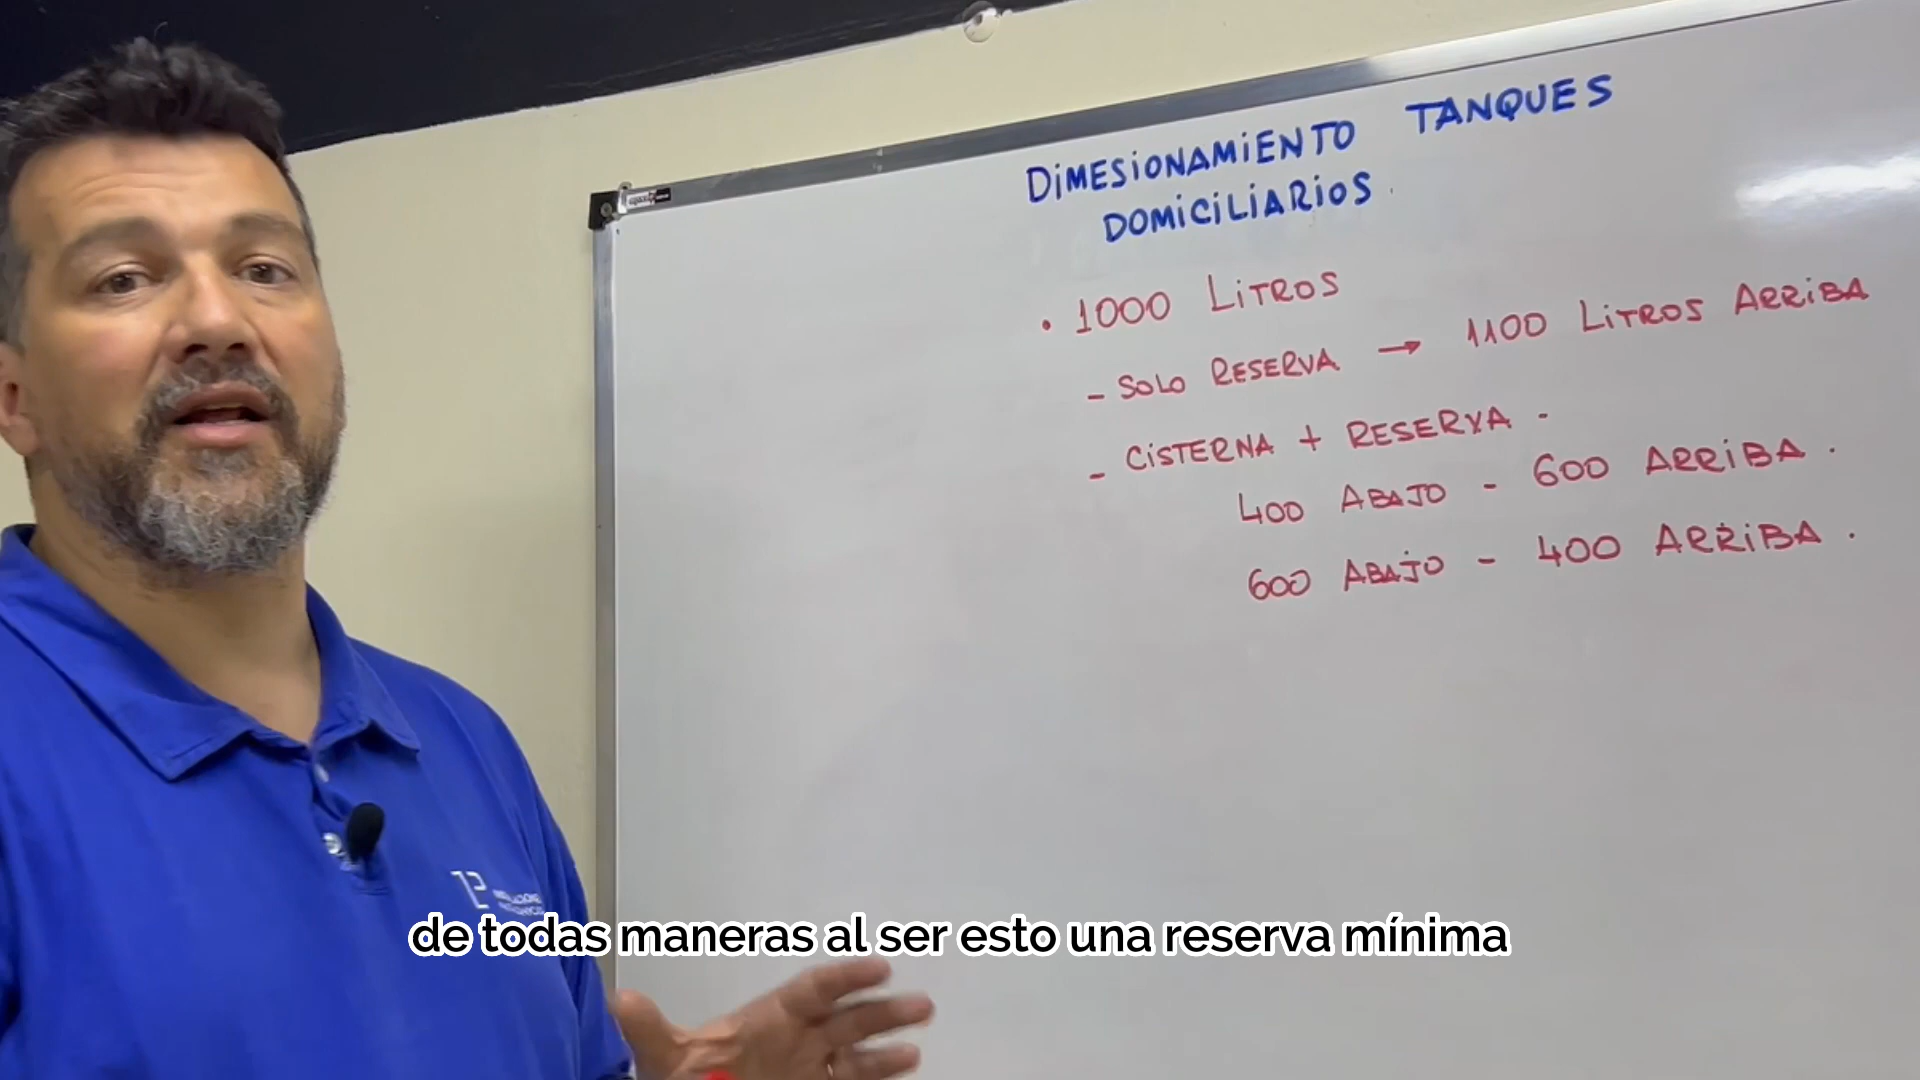 DIMESIONAMIENTO TANQUES
DOMICILIARIOS.
• 1000 LITROS
- SOLO RESERVA → 1100 LITROS ARRIBA
- CISTERNA + RESERVA.
400 ABAJO - 600 ARRIBA.
600 ABAJO - 400 ARRIBA.
de todas maneras al ser esto una reserva mínima